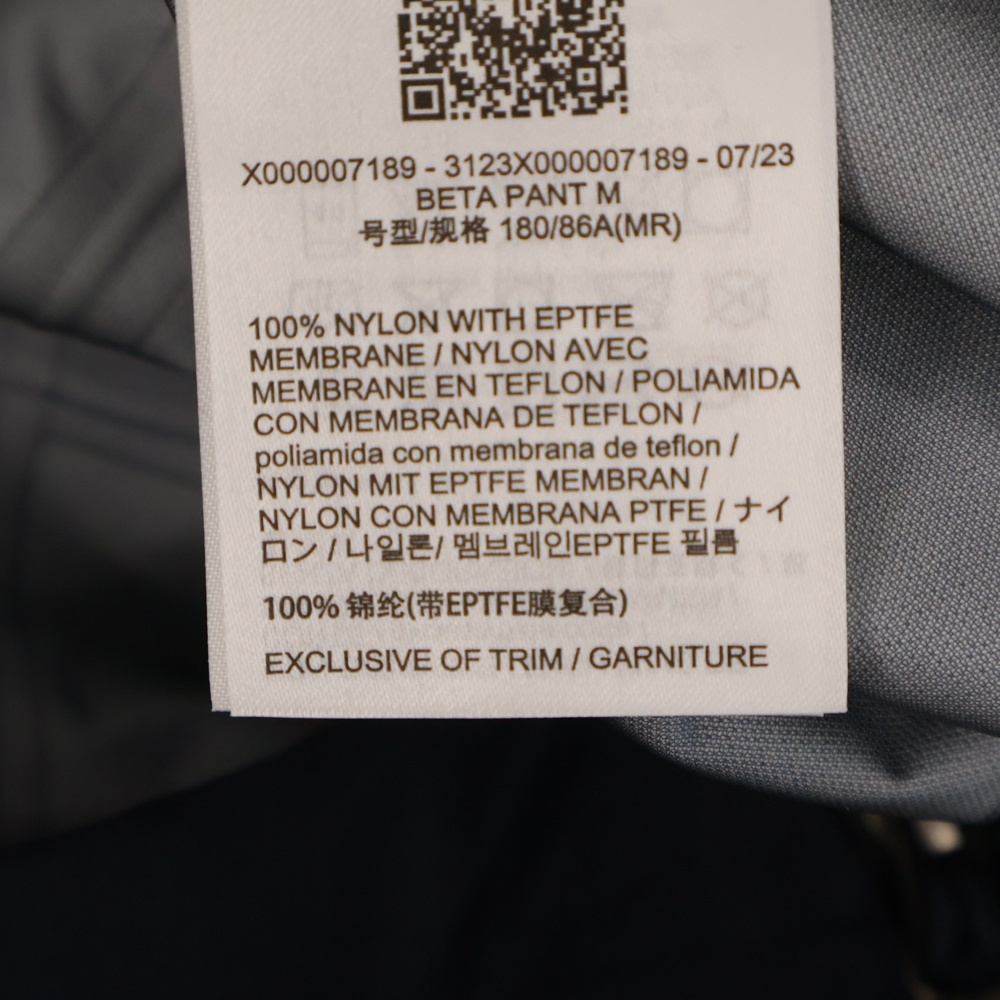 X000007189 - 3123X000007189 - 07/23
BETA PANT M
号型/规格 180/86A(MR)
100% NYLON WITH EPTFE
MEMBRANE / NYLON AVEC
MEMBRANE EN TEFLON / POLIAMIDA
CON MEMBRANA DE TEFLON /
poliamida con membrana de teflon /
NYLON MIT EPTFE MEMBRAN /
NYLON CON MEMBRANA PTFE / ナイ
ロン / 나일론/ 멤브레인EPTFE 필름
100% 锦纶(带EPTFE膜复合)
EXCLUSIVE OF TRIM / GARNITURE